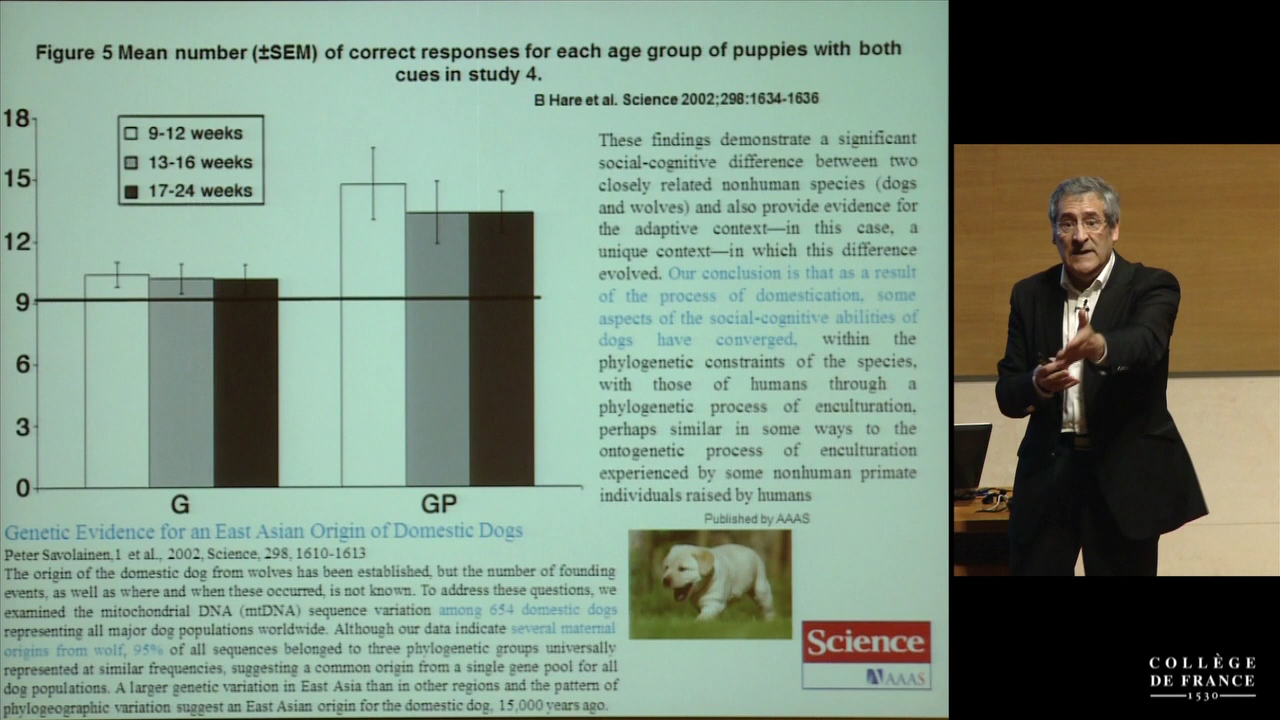 Figure 5 Mean number (±SEM) of correct responses for each age group of puppies with both
cues in study 4.
B Hare et al. Science 2002;298:1634-1636
18
15
12
9
6
3
0
9-12 weeks
13-16 weeks
17-24 weeks
G
GP
These findings demonstrate a significant
social-cognitive difference between two
closely related nonhuman species (dogs
and wolves) and also provide evidence for
the adaptive context—in this case, a
unique context—in which this difference
evolved. Our conclusion is that as a result
of the process of domestication, some
aspects of the social-cognitive abilities of
dogs have converged, within the
phylogenetic constraints of the species,
with those of humans through a
phylogenetic process of enculturation,
perhaps similar in some ways to the
ontogenetic process of enculturation
experienced by some nonhuman primate
individuals raised by humans
Published by AAAS
Genetic Evidence for an East Asian Origin of Domestic Dogs
Peter Savolainen,1 et al., 2002, Science, 298, 1610-1613
The origin of the domestic dog from wolves has been established, but the number of founding
events, as well as where and when these occurred, is not known. To address these questions, we
examined the mitochondrial DNA (mtDNA) sequence variation among 654 domestic dogs
representing all major dog populations worldwide. Although our data indicate several maternal
origins from wolf, 95% of all sequences belonged to three phylogenetic groups universally
represented at similar frequencies, suggesting a common origin from a single gene pool for all
dog populations. A larger genetic variation in East Asia than in other regions and the pattern of
phylogeographic variation suggest an East Asian origin for the domestic dog, 15,000 years ago.
Science
AAAS
COLLÈGE
DE FRANCE
1530